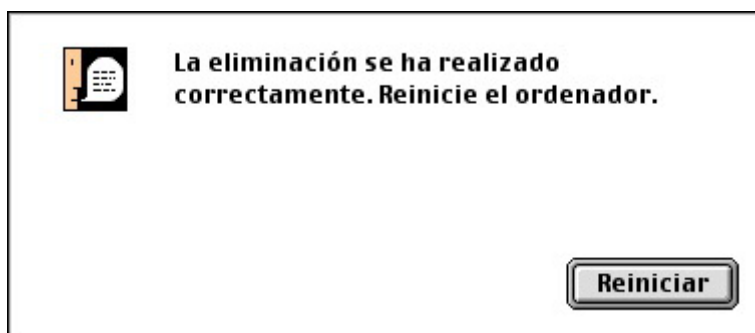 La eliminación se ha realizado
correctamente. Reinicie el ordenador.
Reiniciar